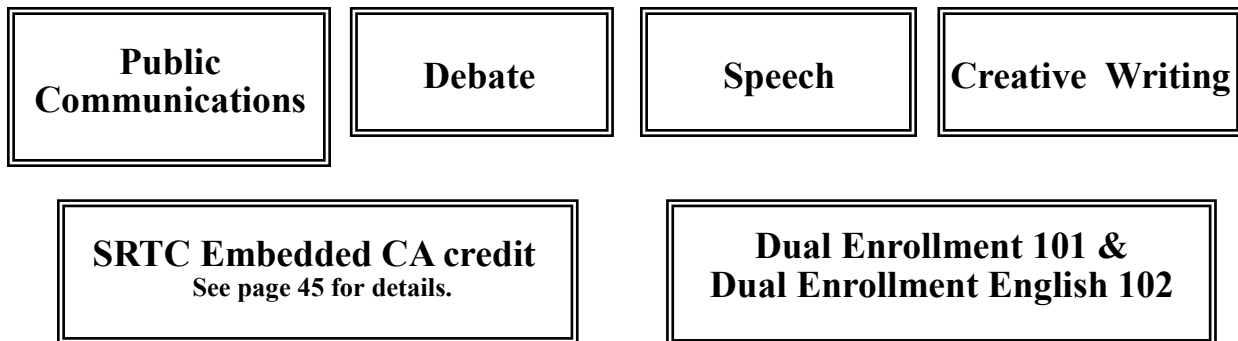 Public
Communications
Debate
Speech
Creative Writing
SRTC Embedded CA credit
See page 45 for details.
Dual Enrollment 101 &
Dual Enrollment English 102